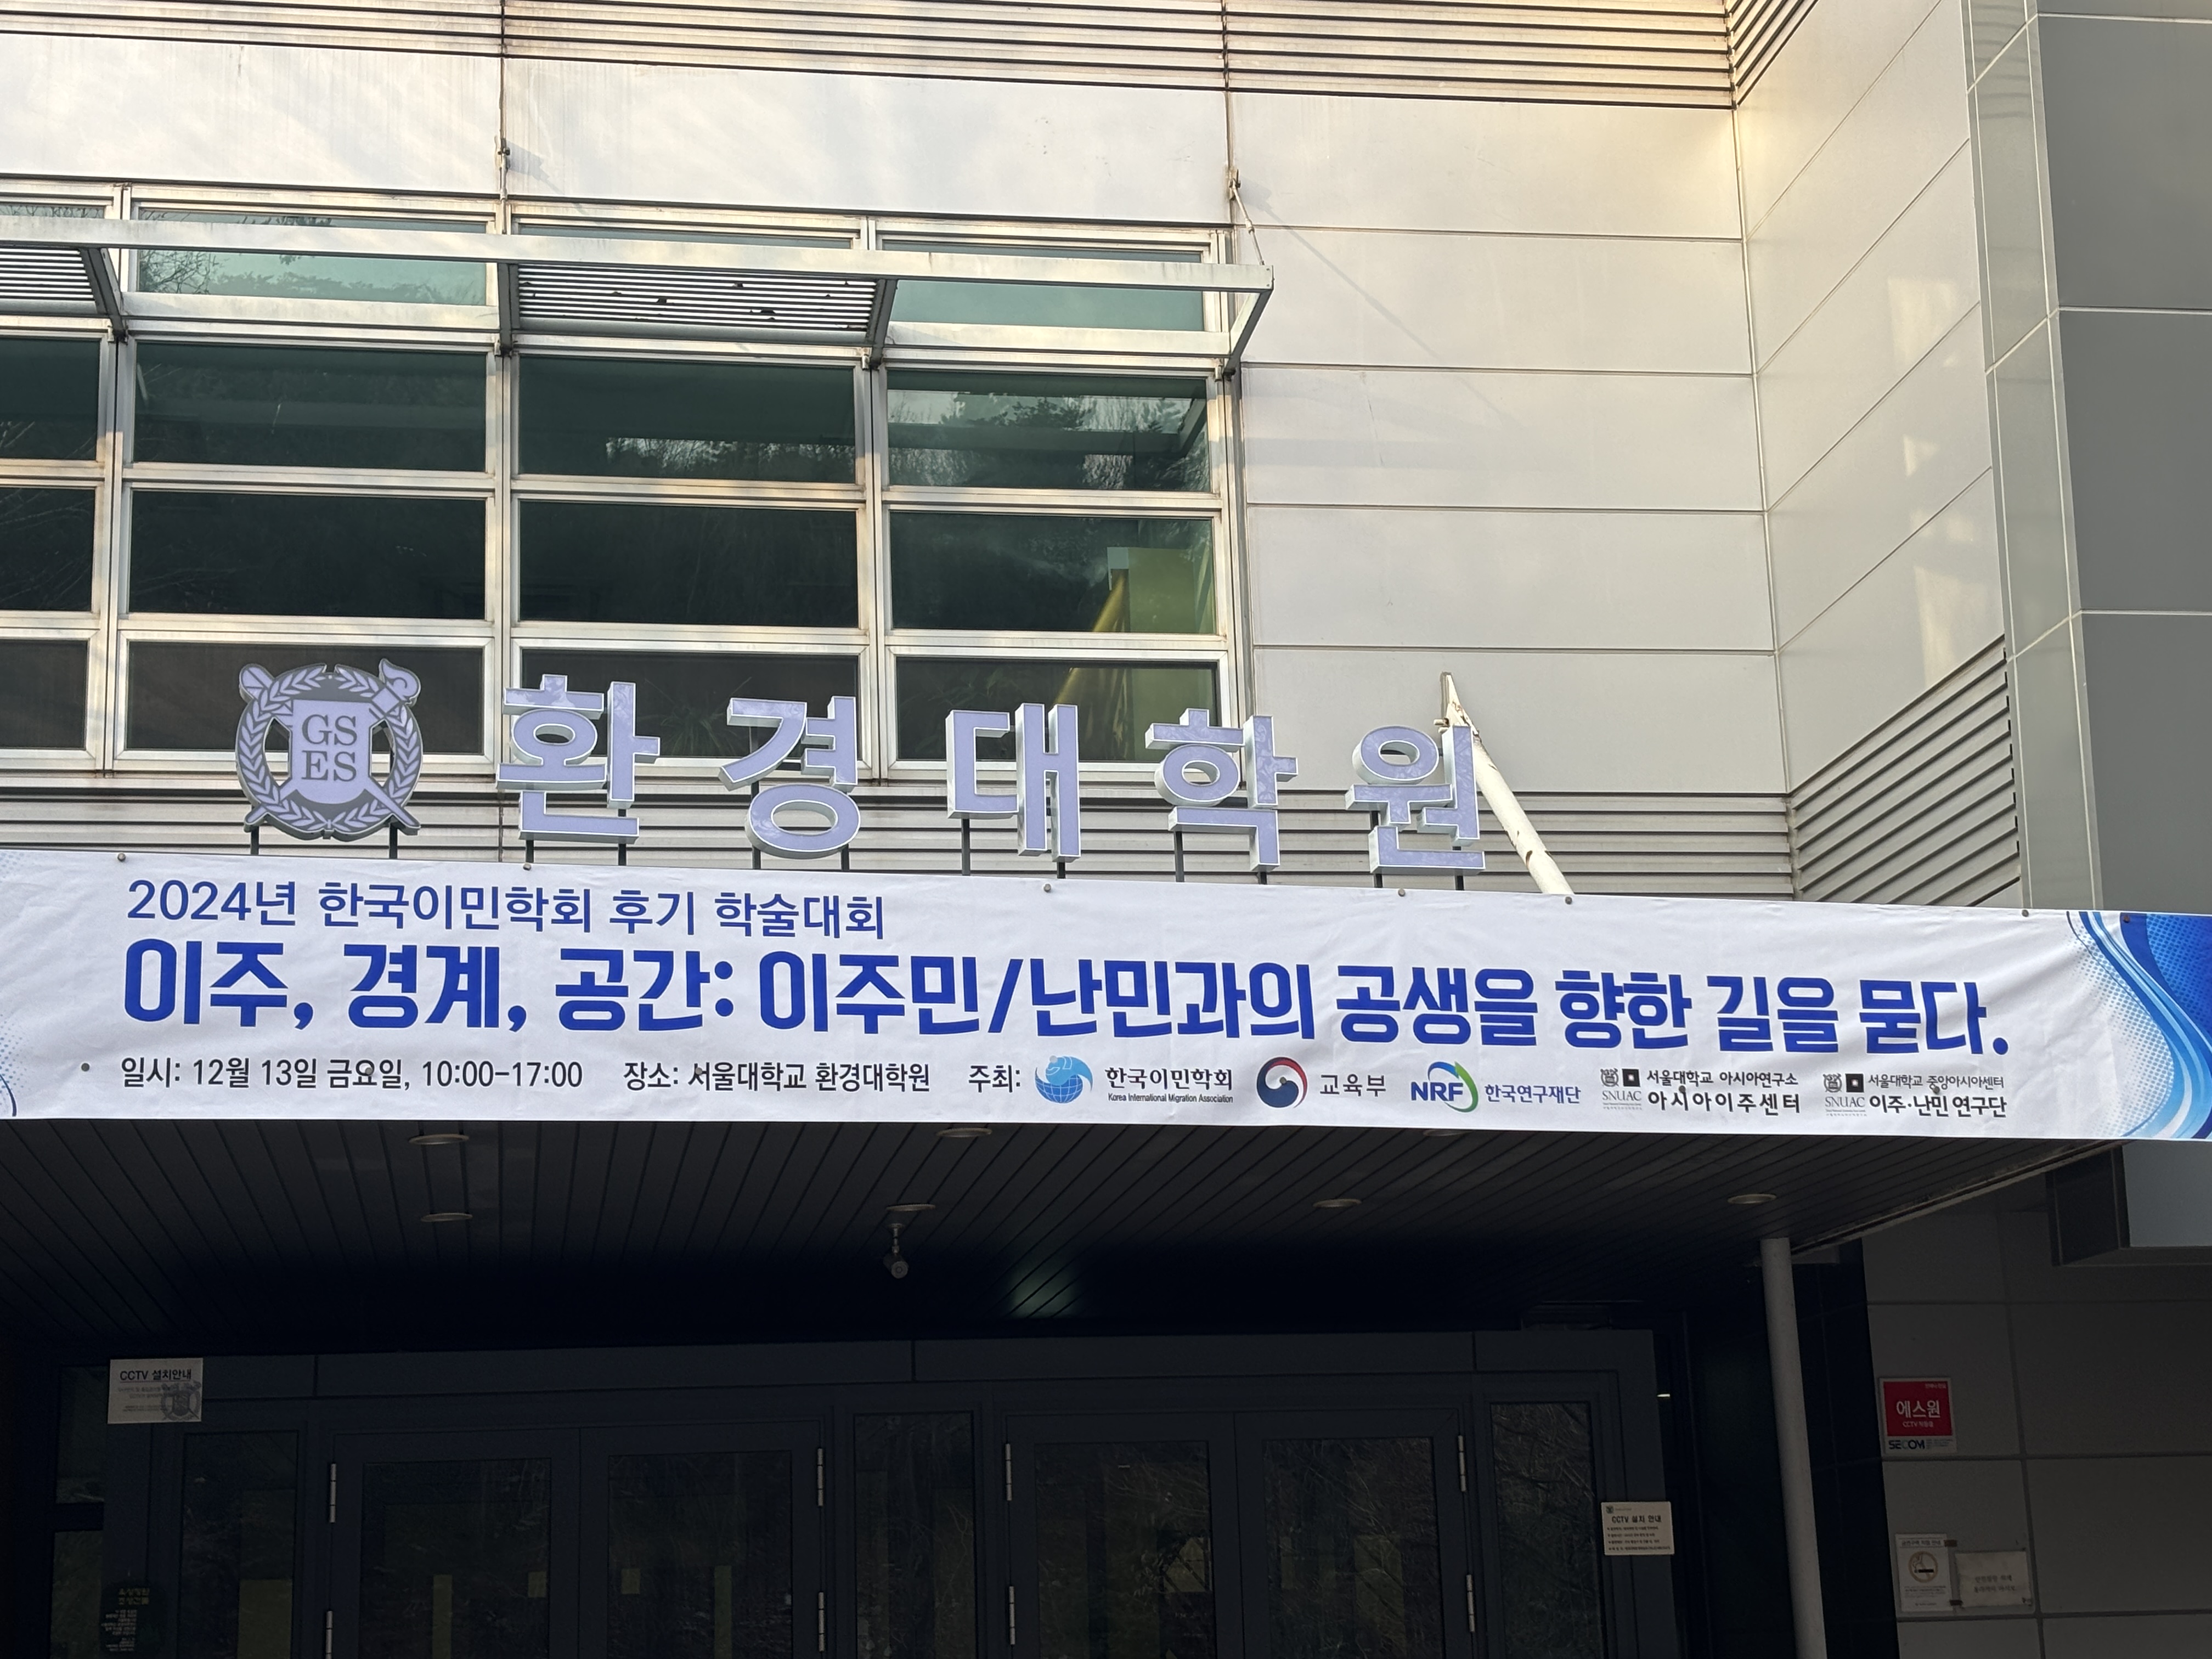 GS
ES
환경대학원
2024년 한국이민학회 후기 학술대회
이주, 경계, 공간: 이주민/난민과의 공생을 향한 길을 묻다.
일시: 12월 13일 금요일, 10:00-17:00 장소: 서울대학교 환경대학원 주최:
한국이민학회
Korea International Migration Association
교육부
NRF 한국연구재단
서울대학교 아시아연구소
SNUAC 아시아이주센터
서울대학교 중앙아시아센터
SNUAC 이주·난민 연구단
CCTV 설치안내
에스원
SECOM
CCTV 설치 안내